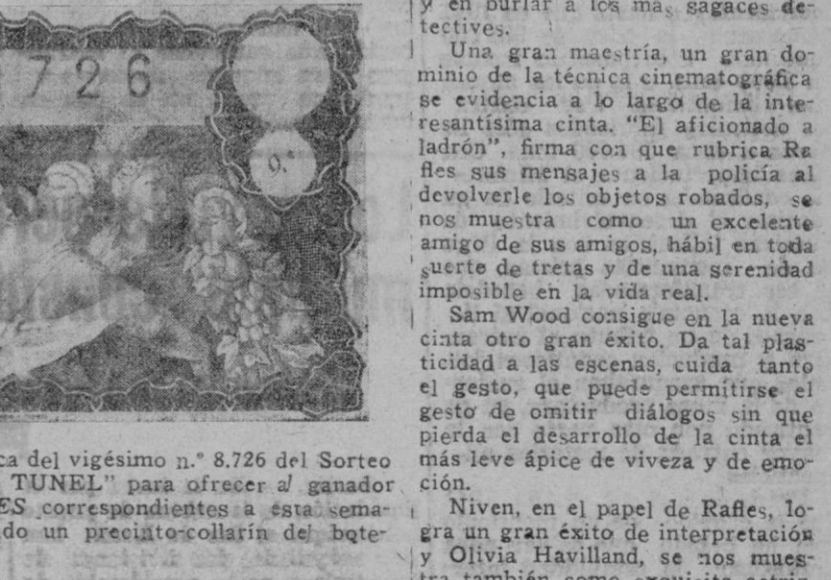 726
9.ª
ca del vigésimo n.º 8.726 del Sorteo
TUNEL" para ofrecer al ganador
ES correspondientes a esta sema-
do un precinto-collarín del bote-
y en burlar a los más sagaces de-
tectives.
Una gran maestría, un gran do-
minio de la técnica cinematográfica
se evidencia a lo largo de la inte-
resantísima cinta. "El aficionado a
ladrón", firma con que rubrica Ra
fles sus mensajes a la policía al
devolverle los objetos robados, se
nos muestra como un excelente
amigo de sus amigos, hábil en toda
suerte de tretas y de una serenidad
imposible en la vida real.
Sam Wood consigue en la nueva
cinta otro gran éxito. Da tal plas-
ticidad a las escenas, cuida tanto
el gesto, que puede permitirse el
gesto de omitir diálogos sin que
pierda el desarrollo de la cinta el
más leve ápice de viveza y de emo-
ción.
Niven, en el papel de Rafles, lo-
gra un gran éxito de interpretación
y Olivia Havilland, se nos mues-
tra también como exquisita